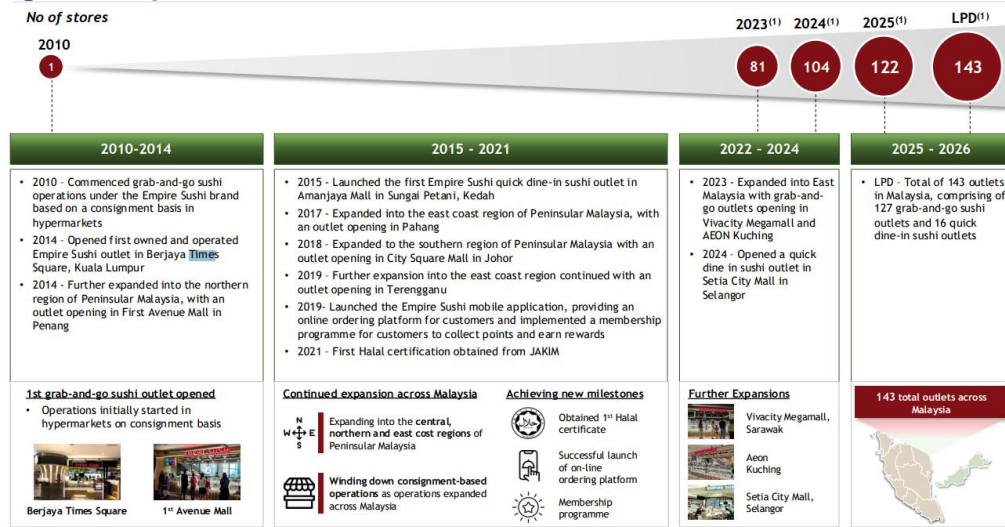 No of stores
2010
1
2023(1)
81
2024(1)
104
2025(1)
122
LPD(1)
143
2010-2014
• 2010 – Commenced grab-and-go sushi
operations under the Empire Sushi brand
based on a consignment basis in
hypermarkets
• 2014 – Opened first owned and operated
Empire Sushi outlet in Berjaya Times
Square, Kuala Lumpur
• 2014 - Further expanded into the northern
region of Peninsular Malaysia, with an
outlet opening in First Avenue Mall in
Penang
2015 - 2021
• 2015 - Launched the first Empire Sushi quick dine-in sushi outlet in
Amanjaya Mall in Sungai Petani, Kedah
• 2017 - Expanded into the east coast region of Peninsular Malaysia, with
an outlet opening in Pahang
• 2018 – Expanded to the southern region of Peninsular Malaysia with an
outlet opening in City Square Mall in Johor
• 2019 – Further expansion into the east coast region continued with an
outlet opening in Terengganu
• 2019- Launched the Empire Sushi mobile application, providing an
online ordering platform for customers and implemented a membership
programme for customers to collect points and earn rewards
• 2021 – First Halal certification obtained from JAKIM
2022 – 2024
• 2023 – Expanded into East
Malaysia with grab-and-
go outlets opening in
Vivacity Megamall and
AEON Kuching
• 2024 – Opened a quick
dine in sushi outlet in
Setia City Mall in
Selangor
2025 - 2026
• LPD – Total of 143 outlets
in Malaysia, comprising of
127 grab-and-go sushi
outlets and 16 quick
dine-in sushi outlets
1st grab-and-go sushi outlet opened
• Operations initially started in
hypermarkets on consignment basis
Berjaya Times Square
1st Avenue Mall
Continued expansion across Malaysia
N
W E
S
Expanding into the central,
northern and east cost regions of
Peninsular Malaysia
Winding down consignment-based
operations as operations expanded
across Malaysia
Achieving new milestones
Obtained 1st Halal
certificate
Successful launch
of on-line
ordering platform
Membership
programme
Further Expansions
Vivacity Megamall,
Sarawak
Aeon
Kuching
Setia City Mall,
Selangor
143 total outlets across
Malaysia